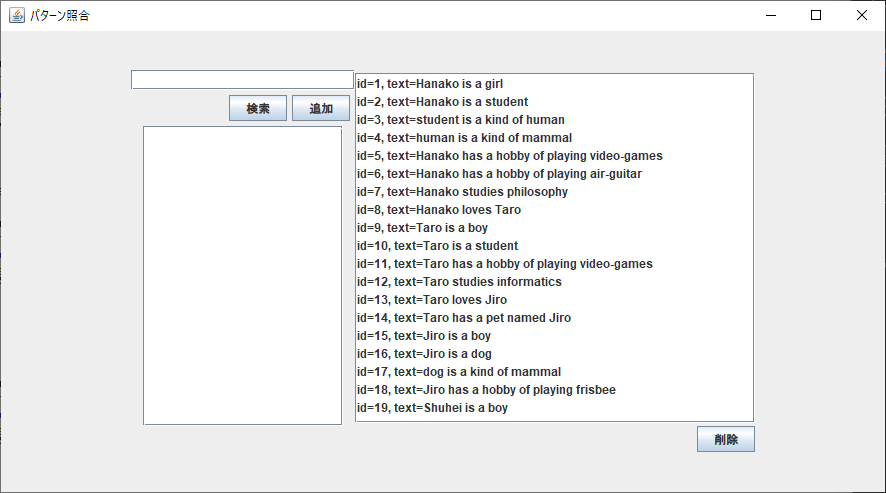 パターン照合
検索 追加
id=1, text=Hanako is a girl
id=2, text=Hanako is a student
id=3, text=student is a kind of human
id=4, text=human is a kind of mammal
id=5, text=Hanako has a hobby of playing video-games
id=6, text=Hanako has a hobby of playing air-guitar
id=7, text=Hanako studies philosophy
id=8, text=Hanako loves Taro
id=9, text=Taro is a boy
id=10, text=Taro is a student
id=11, text=Taro has a hobby of playing video-games
id=12, text=Taro studies informatics
id=13, text=Taro loves Jiro
id=14, text=Taro has a pet named Jiro
id=15, text=Jiro is a boy
id=16, text=Jiro is a dog
id=17, text=dog is a kind of mammal
id=18, text=Jiro has a hobby of playing frisbee
id=19, text=Shuhei is a boy
削除